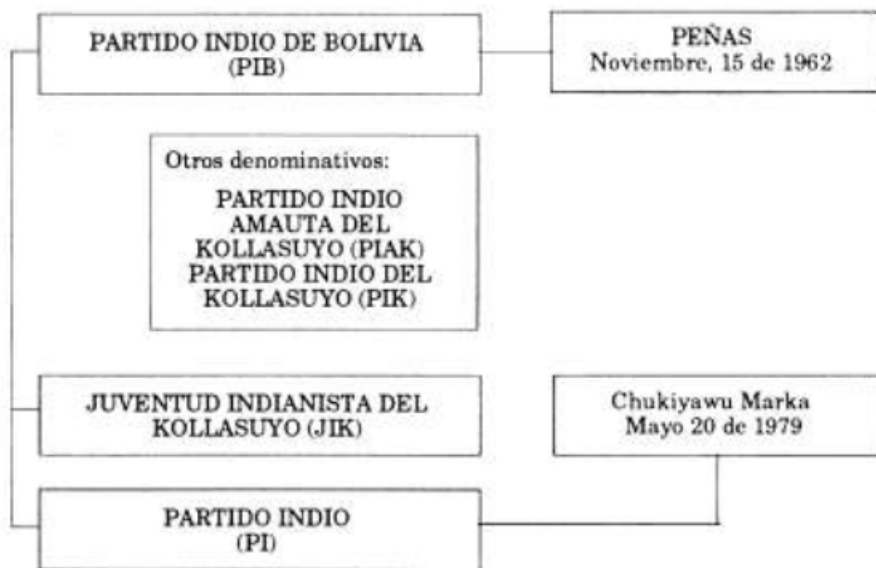 PARTIDO INDIO DE BOLIVIA
(PIB)
PEÑAS
Noviembre, 15 de 1962
Otros denominativos:
PARTIDO INDIO
AMAUTA DEL
KOLLASUYO (PIAK)
PARTIDO INDIO DEL
KOLLASUYO (PIK)
JUVENTUD INDIANISTA DEL
KOLLASUYO (JIK)
Chukiyawu Marka
Mayo 20 de 1979
PARTIDO INDIO
(PI)